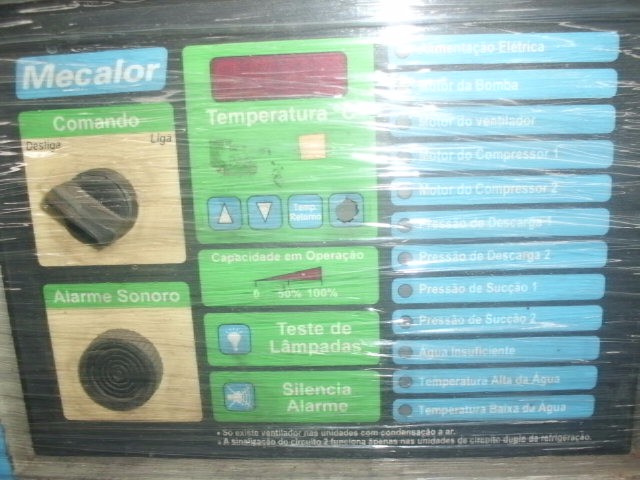 Mecalor
Comando
Desliga
Liga
Alarme Sonoro
Temperatura °C
Temp. Retorno
Capacidade em Operação
0 50% 100%
Teste de
Lâmpadas
Silencia
Alarme
Alimentação Elétrica
Motor da Bomba
Motor do Ventilador
Motor do Compressor 1
Motor do Compressor 2
Pressão de Descarga 1
Pressão de Descarga 2
Pressão de Sucção 1
Pressão de Sucção 2
Água Insuficiente
Temperatura Alta da Água
Temperatura Baixa da Água
• Só existe ventilador nas unidades com condensação a ar.
• A sinalização do circuito 2 funciona apenas nas unidades de circuito duplo de refrigeração.